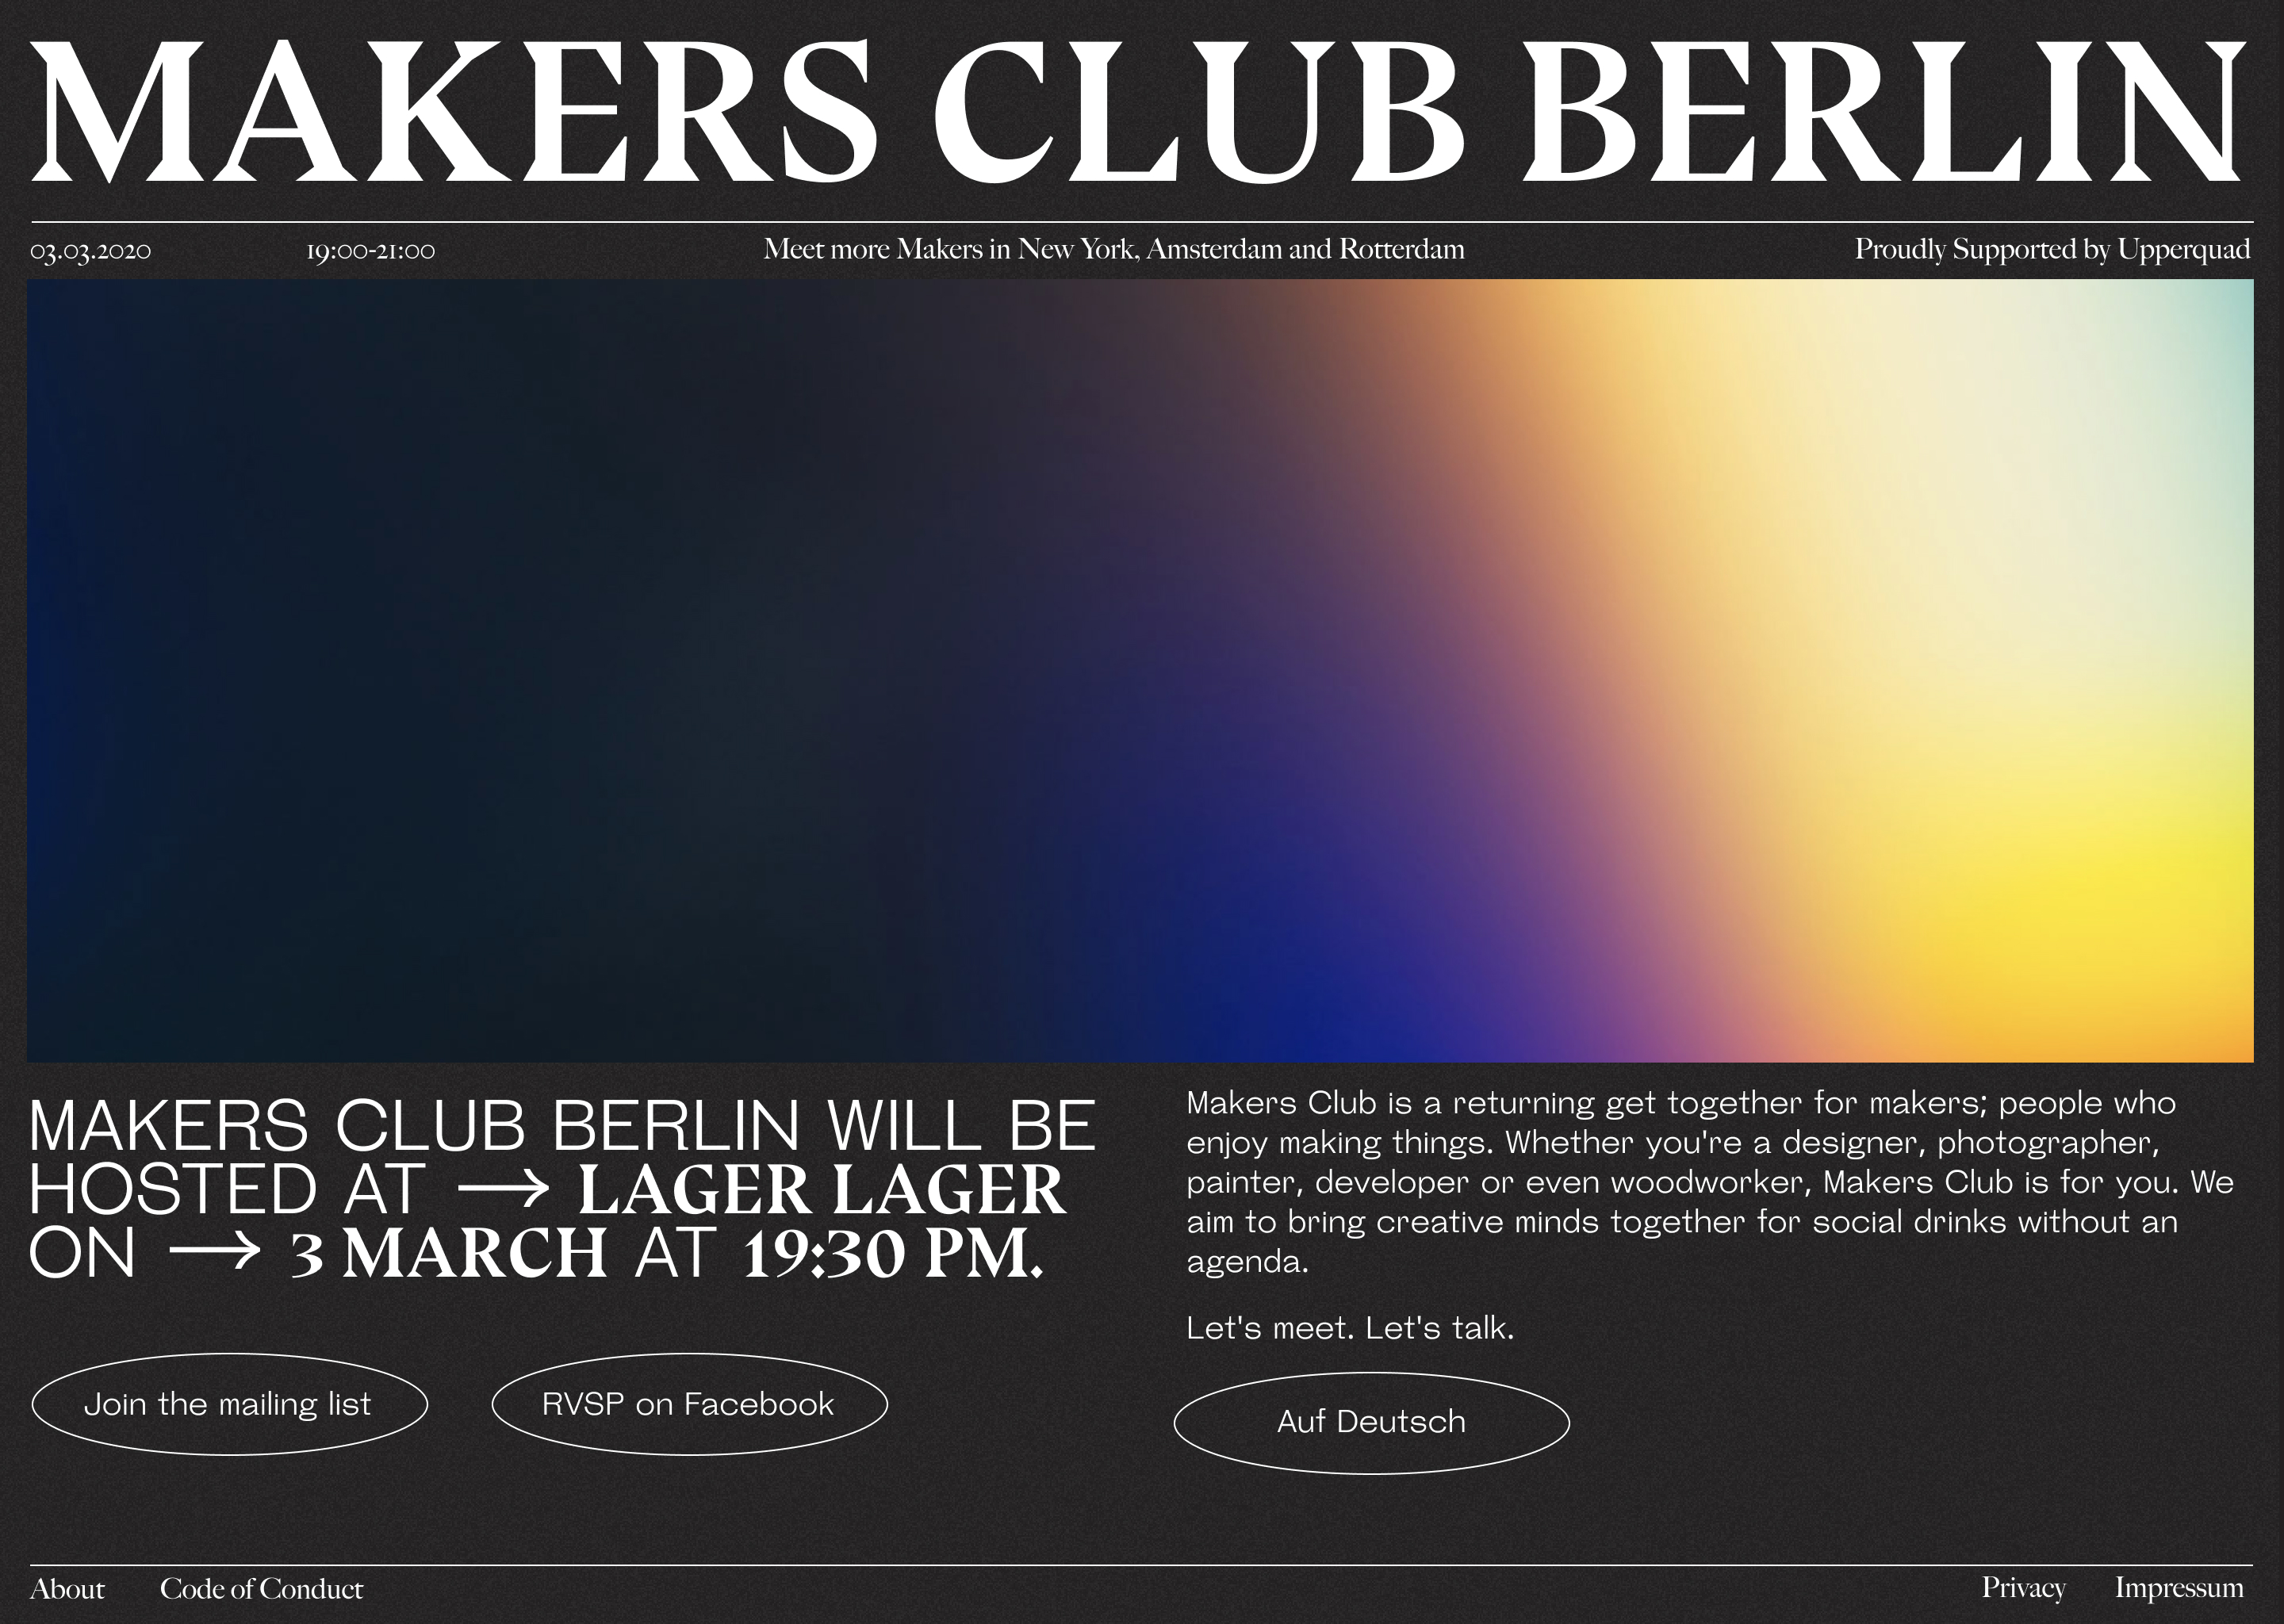 MAKERS CLUB BERLIN
03.03.2020 19:00-21:00 Meet more Makers in New York, Amsterdam and Rotterdam Proudly Supported by Upperquad
MAKERS CLUB BERLIN WILL BE
HOSTED AT → LAGER LAGER
ON → 3 MARCH AT 19:30 PM.
Join the mailing list
RVSP on Facebook
Makers Club is a returning get together for makers; people who
enjoy making things. Whether you're a designer, photographer,
painter, developer or even woodworker, Makers Club is for you. We
aim to bring creative minds together for social drinks without an
agenda.
Let's meet. Let's talk.
Auf Deutsch
About Code of Conduct Privacy Impressum